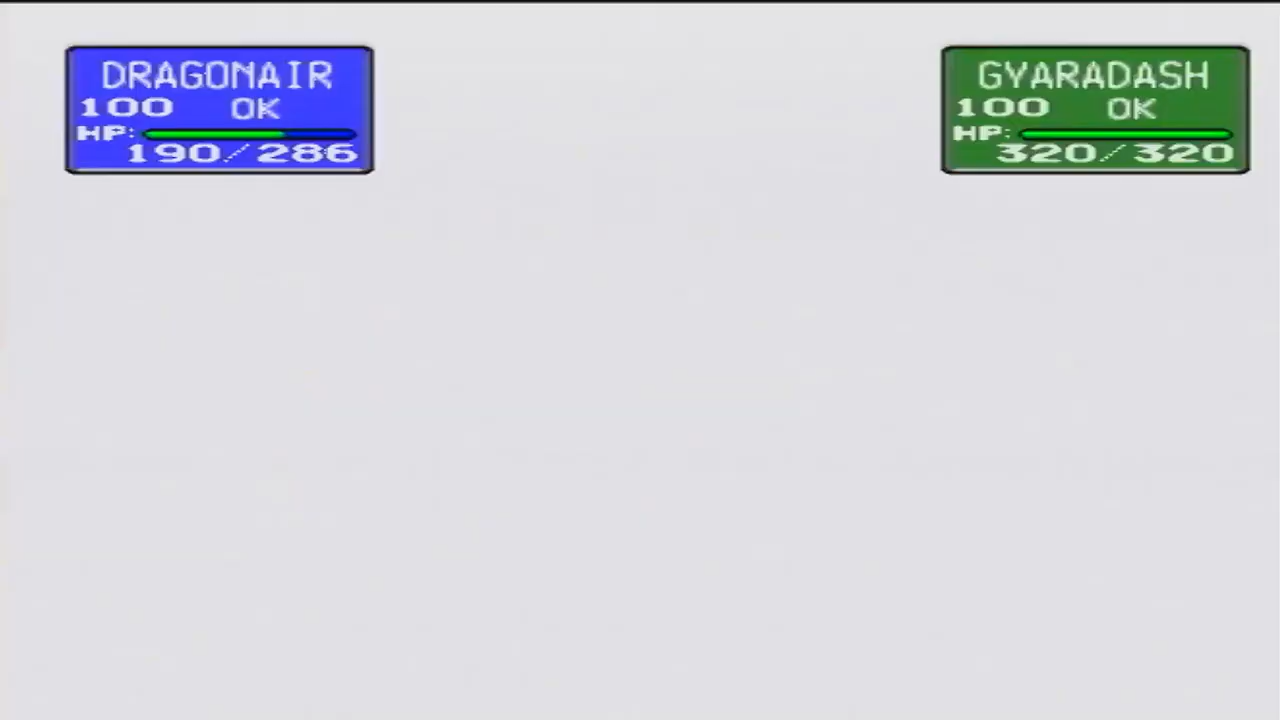 DRAGONAIR
100 OK
HP:
190/286
GYARADASH
100 OK
HP:
320/320